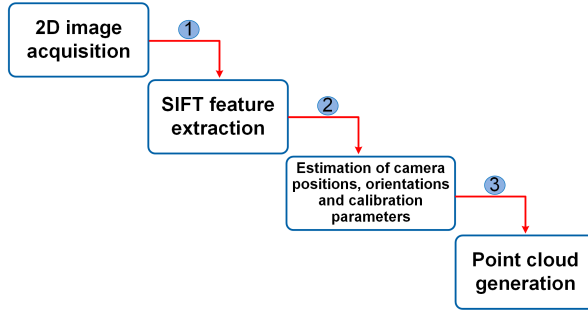 2D image
acquisition
1
SIFT feature
extraction
2
Estimation of camera
positions, orientations
and calibration
parameters
3
Point cloud
generation